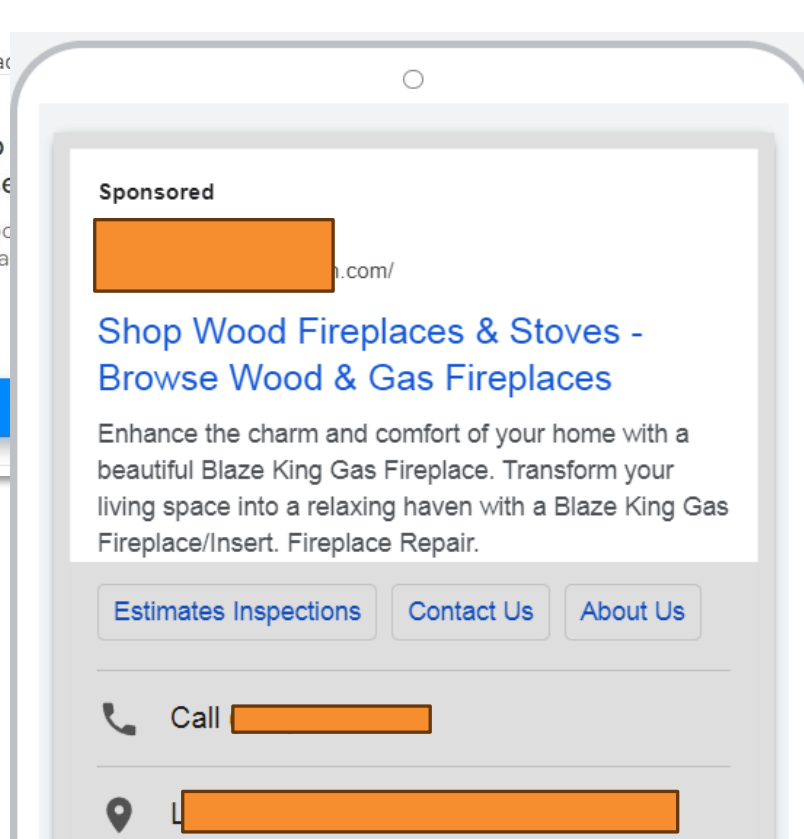 Sponsored
.com/
Shop Wood Fireplaces & Stoves -
Browse Wood & Gas Fireplaces
Enhance the charm and comfort of your home with a
beautiful Blaze King Gas Fireplace. Transform your
living space into a relaxing haven with a Blaze King Gas
Fireplace/Insert. Fireplace Repair.
Estimates Inspections Contact Us About Us
Call